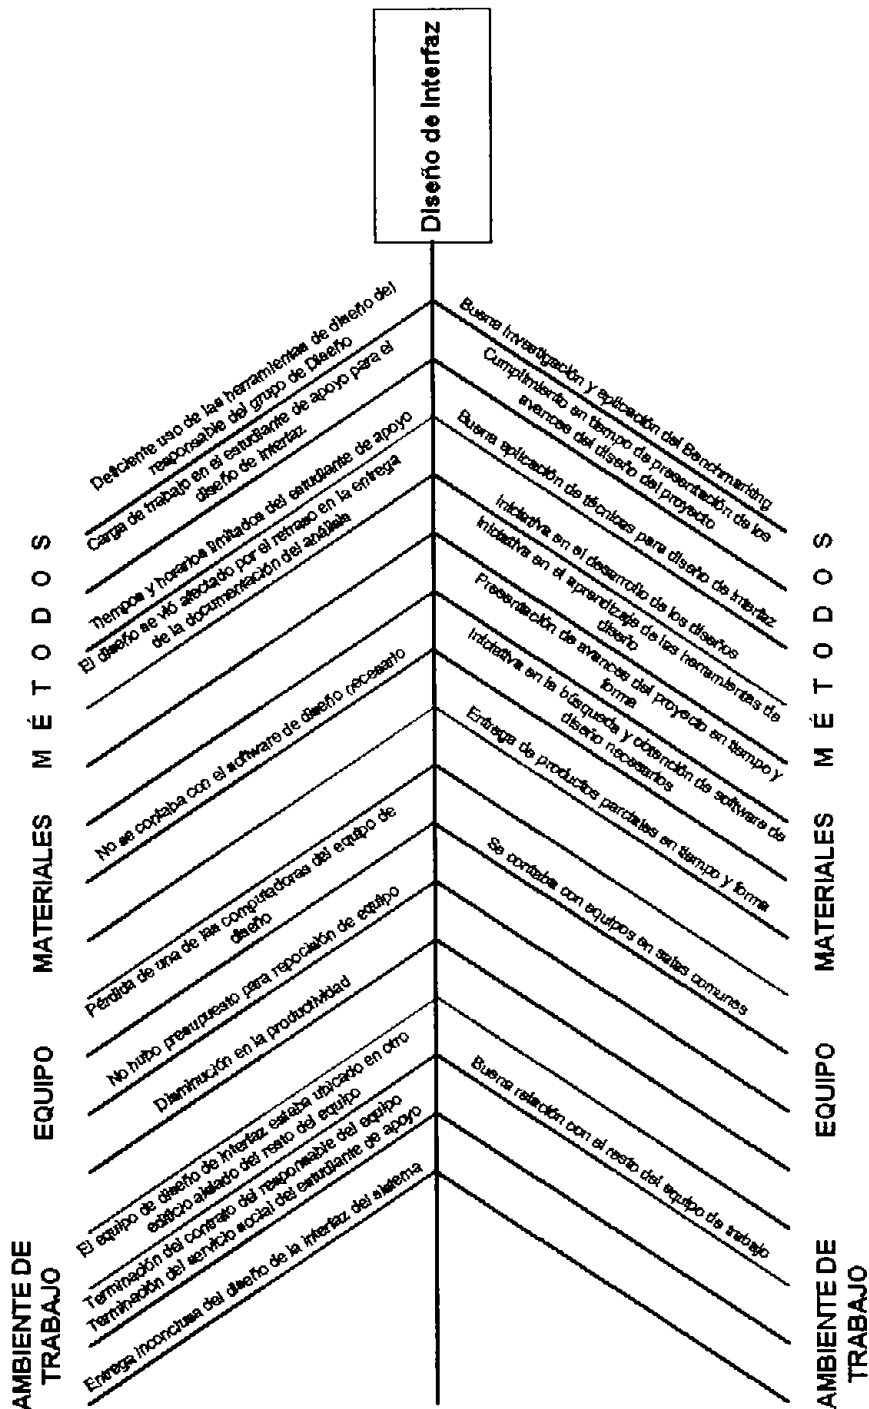 Diseño de Interfaz
AMBIENTE DE
TRABAJO
EQUIPO
MATERIALES
MÉTODOS
Entrega inconclusa del diseño de la interfaz del sistema
Terminación del servicio social del estudiante de apoyo
Terminación del contrato del responsable del equipo
El equipo de diseño de interfaz estaba ubicado en otro
edificio aislado del resto del equipo
Disminución en la productividad
No hubo presupuesto para reposición de equipo
Pérdida de una de las computadoras del equipo de
diseño
No se contaba con el software de diseño necesario
El diseño se vió afectado por el retraso en la entrega
de la documentación del análisis
Tiempos y horarios limitados del estudiante de apoyo
Carga de trabajo en el estudiante de apoyo para el
diseño de interfaz
Deficiente uso de las herramientas de diseño del
responsable del grupo de Diseño
Buena relación con el resto del equipo de trabajo
Se contaba con equipos en salas comunes
Entrega de productos parciales en tiempo y forma
Iniciativa en la búsqueda y obtención de software de
diseño necesarios
Presentación de avances del proyecto en tiempo y
forma
Iniciativa en el aprendizaje de las herramientas de
diseño
Iniciativa en el desarrollo de los diseños
Buena aplicación de técnicas para diseño de interfaz
Cumplimiento en tiempo de presentación de los
avances del diseño del proyecto
Buena investigación y aplicación del Benchmarking
AMBIENTE DE
TRABAJO
EQUIPO
MATERIALES
MÉTODOS